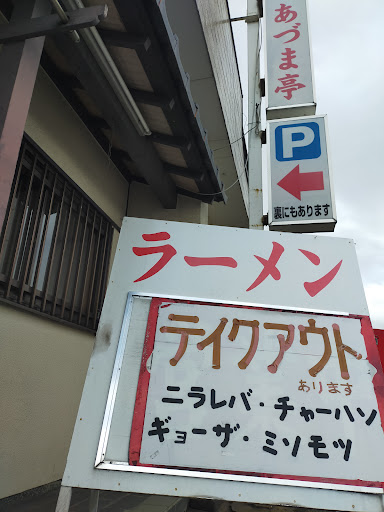 あづま亭
P
裏にもあります
ラーメン
テイクアウト
あります
ニラレバ・チャーハン
ギョーザ・ミソモツ